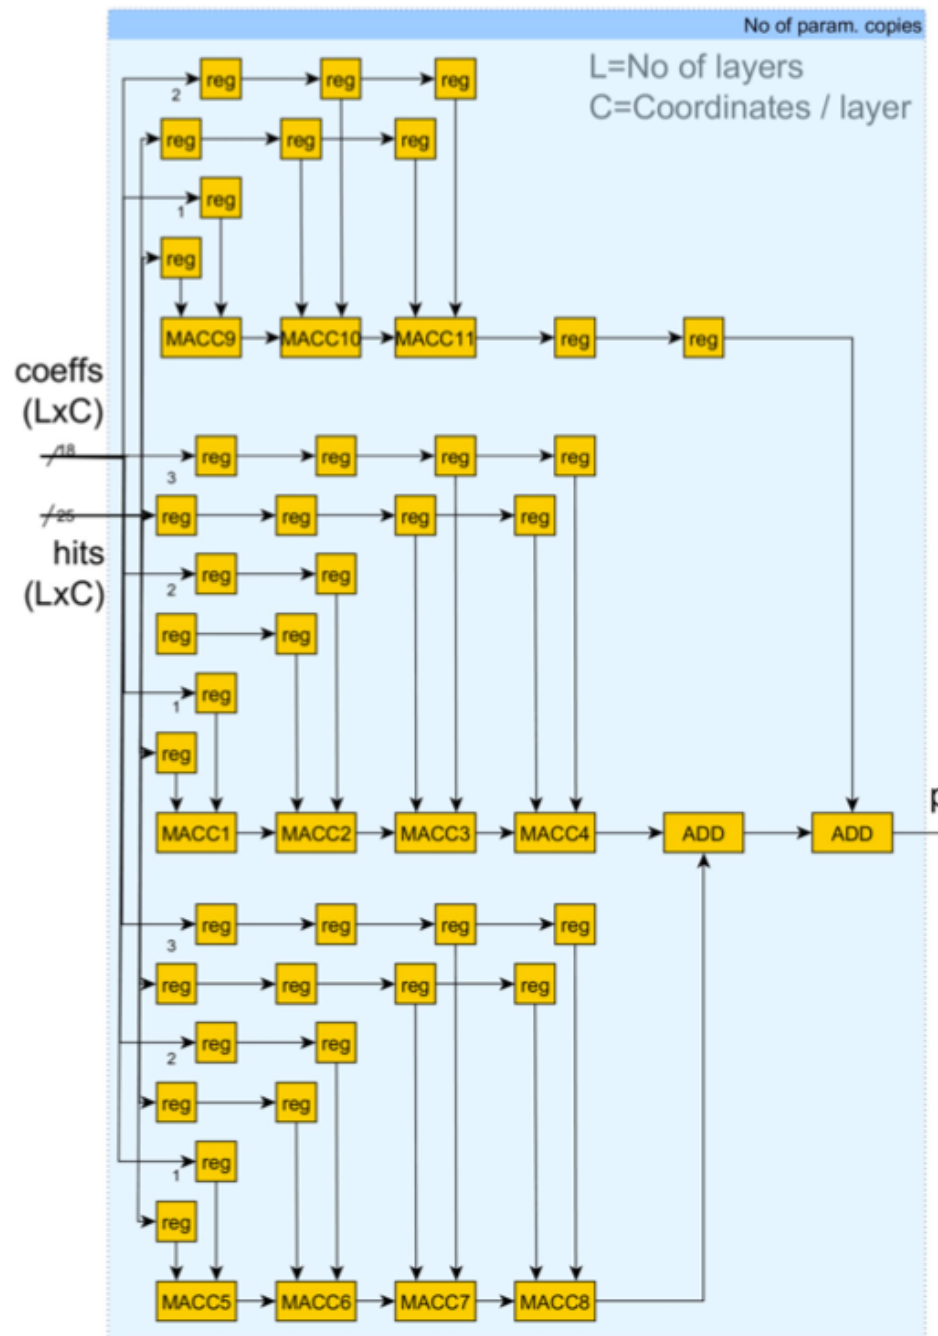 No of param. copies
L=No of layers
C=Coordinates / layer
reg reg reg
2
reg reg reg
reg
1
reg
MACC9 MACC10 MACC11 reg reg
coeffs
(LxC)
18
reg reg reg reg
3
25
reg reg reg reg
hits
(LxC)
reg reg
2
reg reg
reg
1
reg
p
MACC1 MACC2 MACC3 MACC4 ADD ADD
reg reg reg reg
3
reg reg reg reg
reg reg
2
reg reg
reg
1
reg
MACC5 MACC6 MACC7 MACC8